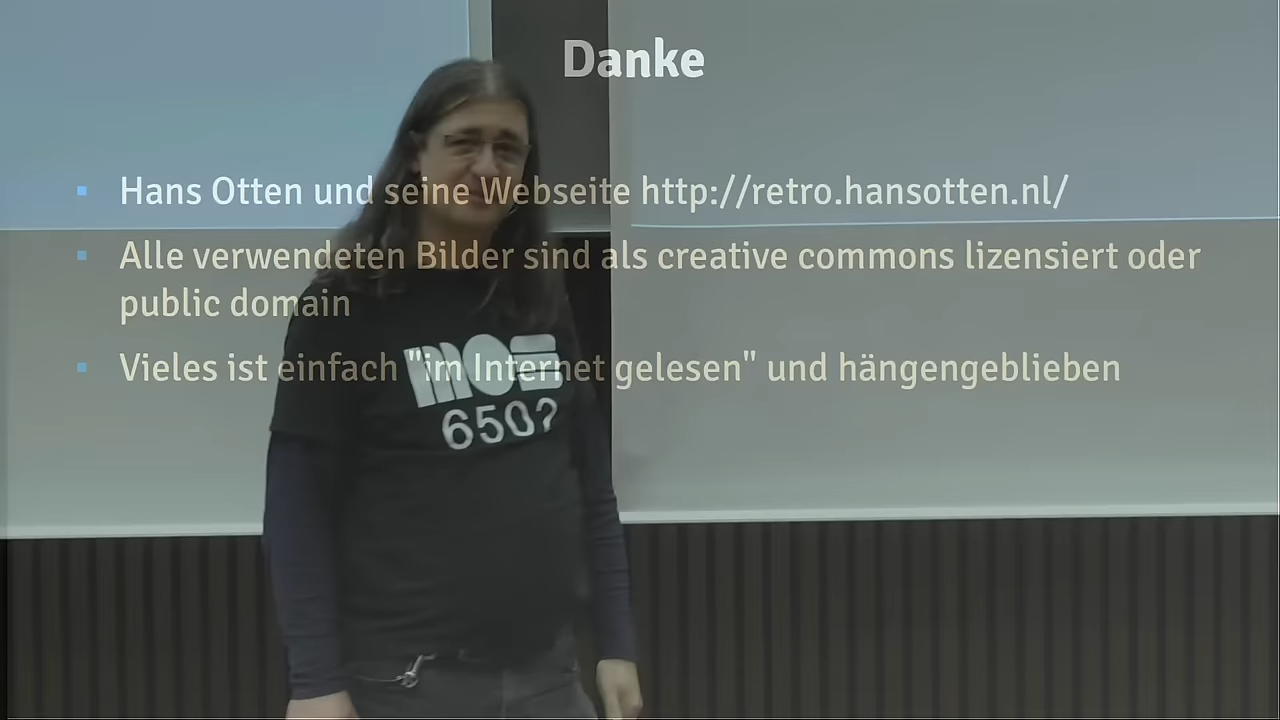 Danke
Hans Otten und seine Webseite http://retro.hansotten.nl/
Alle verwendeten Bilder sind als creative commons lizensiert oder
public domain
Vieles ist einfach "im Internet gelesen" und hängengeblieben
mos
650?